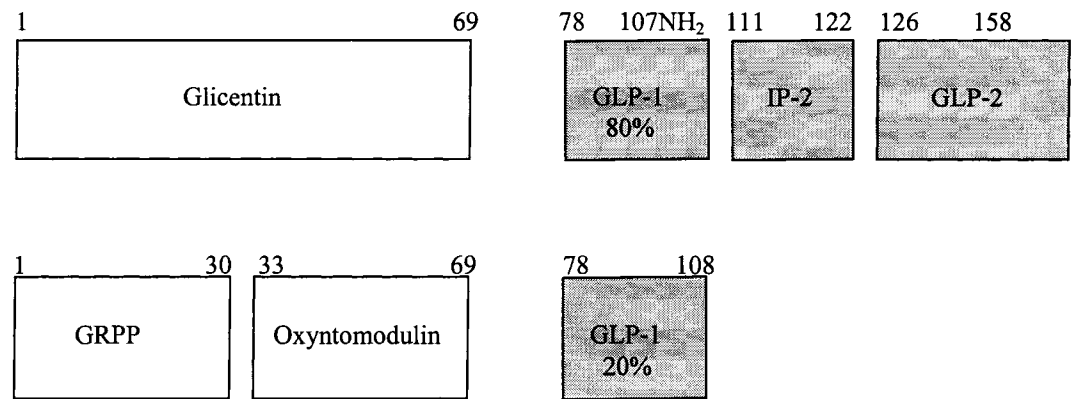 1 69 78 107NH₂ 111 122 126 158
Glicentin GLP-1 IP-2 GLP-2
80%
1 30 33 69 78 108
GRPP Oxyntomodulin GLP-1
20%